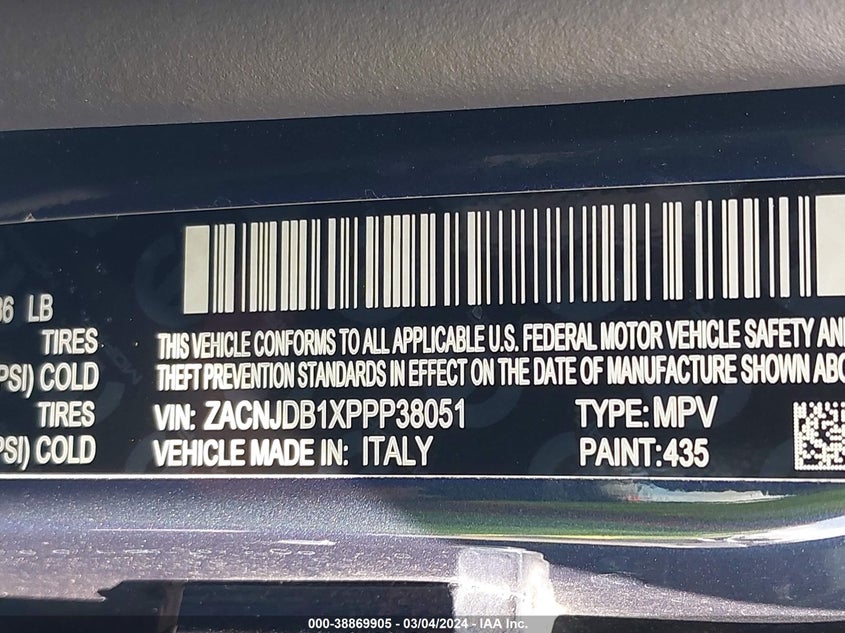 36 LB
TIRES
PSI) COLD
TIRES
PSI) COLD
THIS VEHICLE CONFORMS TO ALL APPLICABLE U.S. FEDERAL MOTOR VEHICLE SAFETY AND
THEFT PREVENTION STANDARDS IN EFFECT ON THE DATE OF MANUFACTURE SHOWN ABO
VIN: ZACNJDB1XPPP38051 TYPE: MPV
VEHICLE MADE IN: ITALY PAINT:435
000-38869905 - 03/04/2024 - IAA Inc.